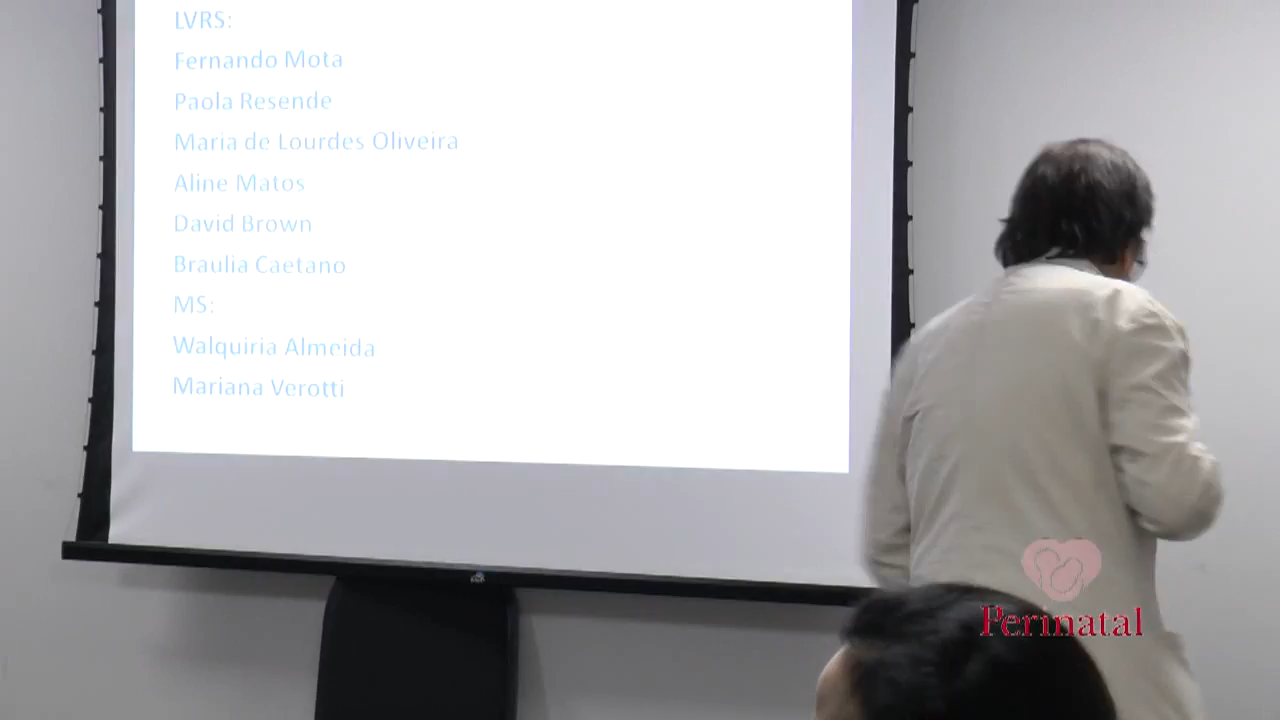 LVRS:
Fernando Mota
Paola Resende
Maria de Lourdes Oliveira
Aline Matos
David Brown
Braulia Caetano
MS:
Walquiria Almeida
Mariana Verotti
Perinatal